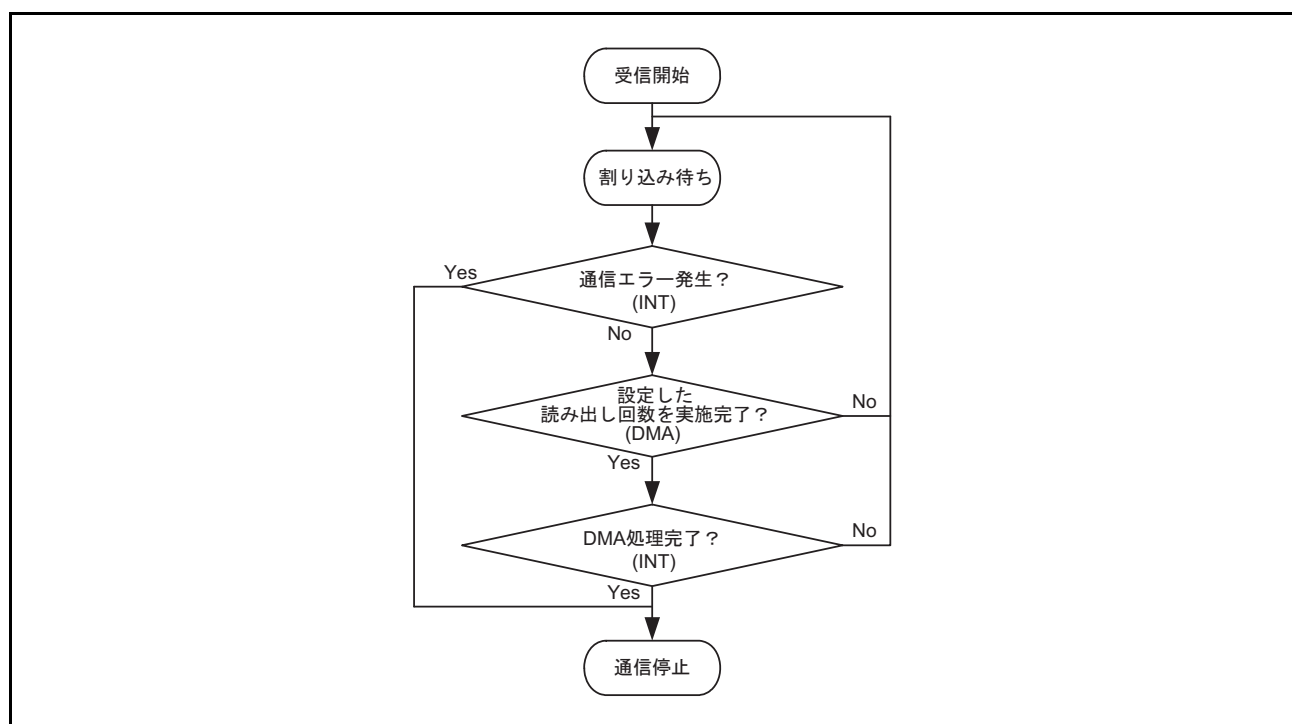 受信開始
割り込み待ち
Yes
通信エラー発生？
(INT)
No
設定した
読み出し回数を実施完了？
(DMA)
No
Yes
DMA処理完了？
(INT)
No
Yes
通信停止